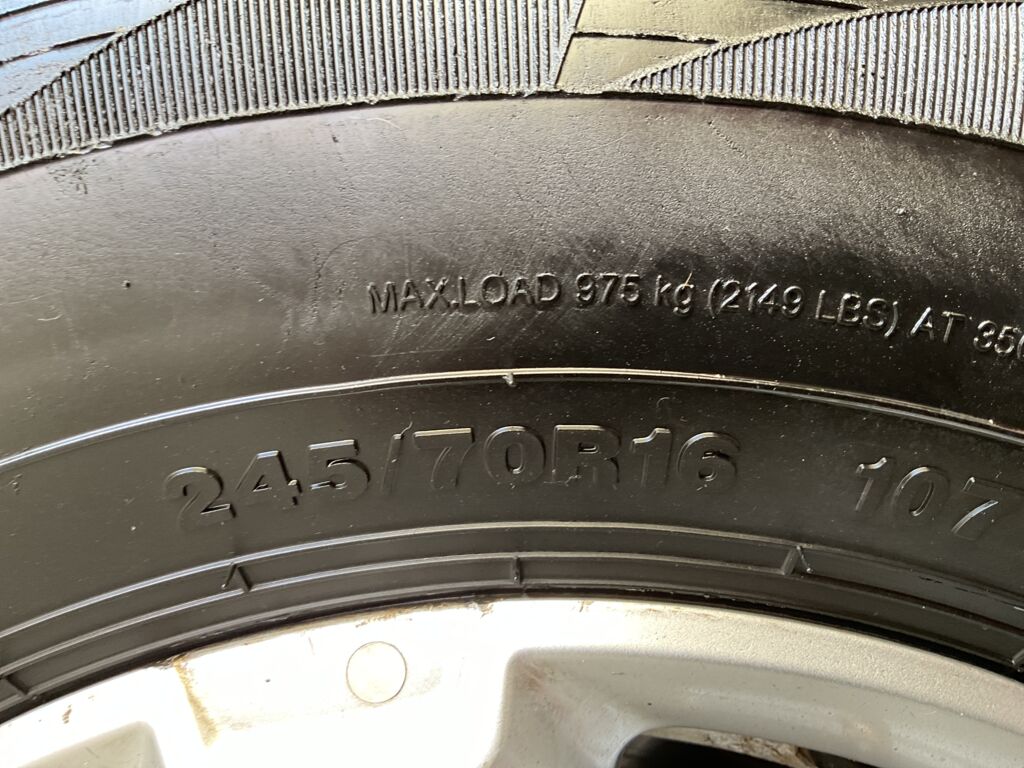 MAX.LOAD 975 kg (2149 LBS) AT 350
245/70R16 107